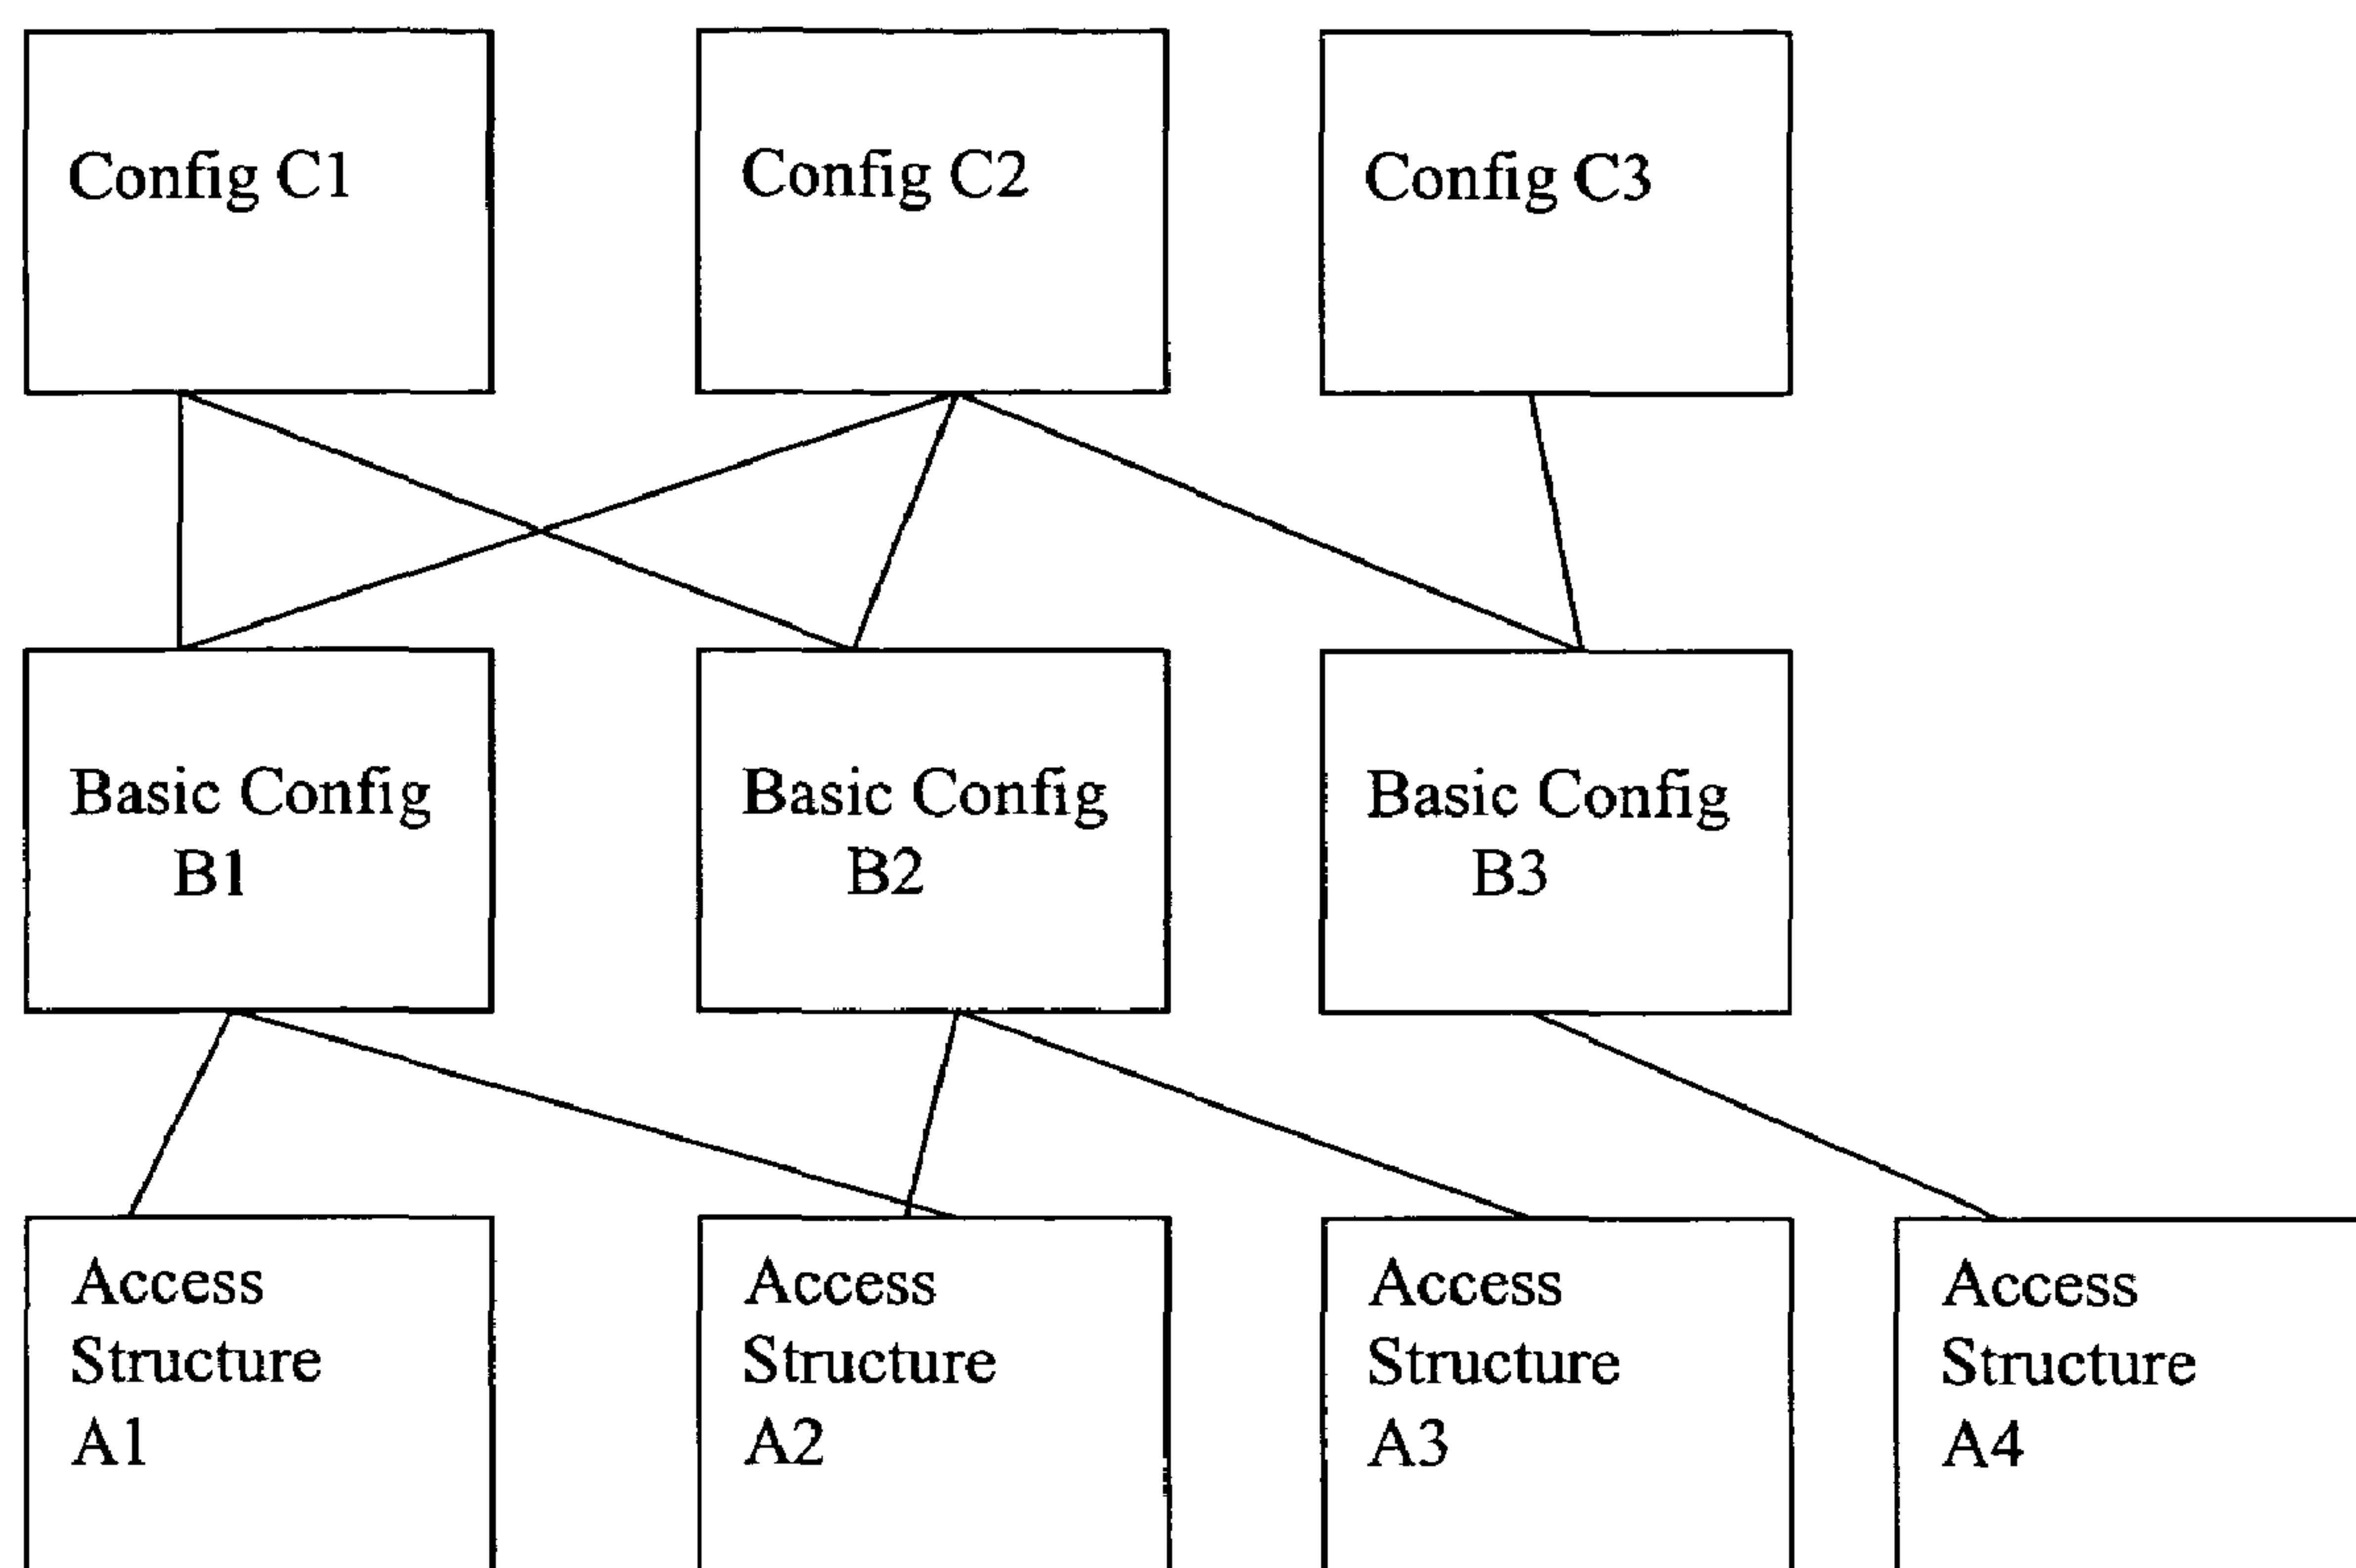 Config C1
Config C2
Config C3
Basic Config
B1
Basic Config
B2
Basic Config
B3
Access
Structure
A1
Access
Structure
A2
Access
Structure
A3
Access
Structure
A4